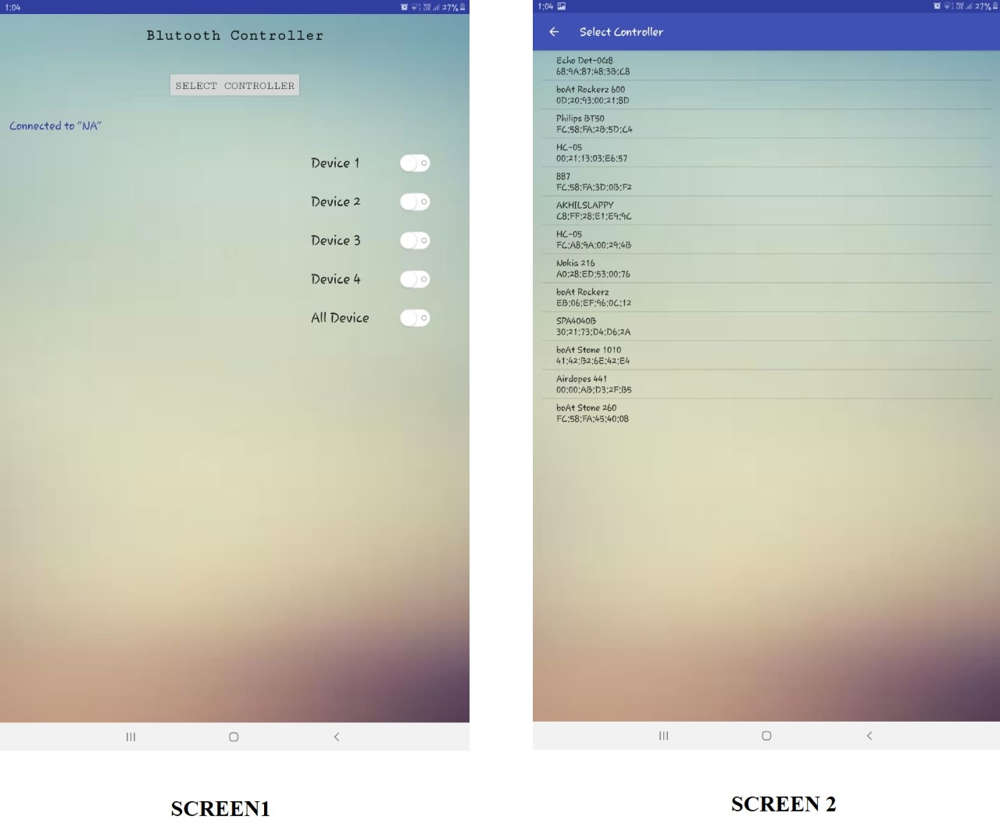 1:04
27%
Blutooth Controller
SELECT CONTROLLER
Connected to "NA"
Device 1
Device 2
Device 3
Device 4
All Device
SCREEN1
1:04
27%
Select Controller
Echo Dot-0G8
68:9A:87:48:3B:C8
boAt Rockerz 600
0D:20:93:00:21:8D
Philips BT50
FC:58:FA:2B:5D:C4
HC-05
00:21:13:03:E6:57
887
FC:58:FA:3D:0B:F2
AKHILSLAPPY
C8:FF:28:E1:E9:9C
HC-05
FC:A8:9A:00:29:4B
Nokia 216
A0:28:ED:53:00:76
boAt Rockerz
EB:06:EF:96:0C:12
SPA4040B
30:21:73:D4:D6:2A
boAt Stone 1010
41:42:B2:6E:42:E4
Airdopes 441
00:00:AB:D3:2F:B5
boAt Stone 260
FC:58:FA:45:40:08
SCREEN 2